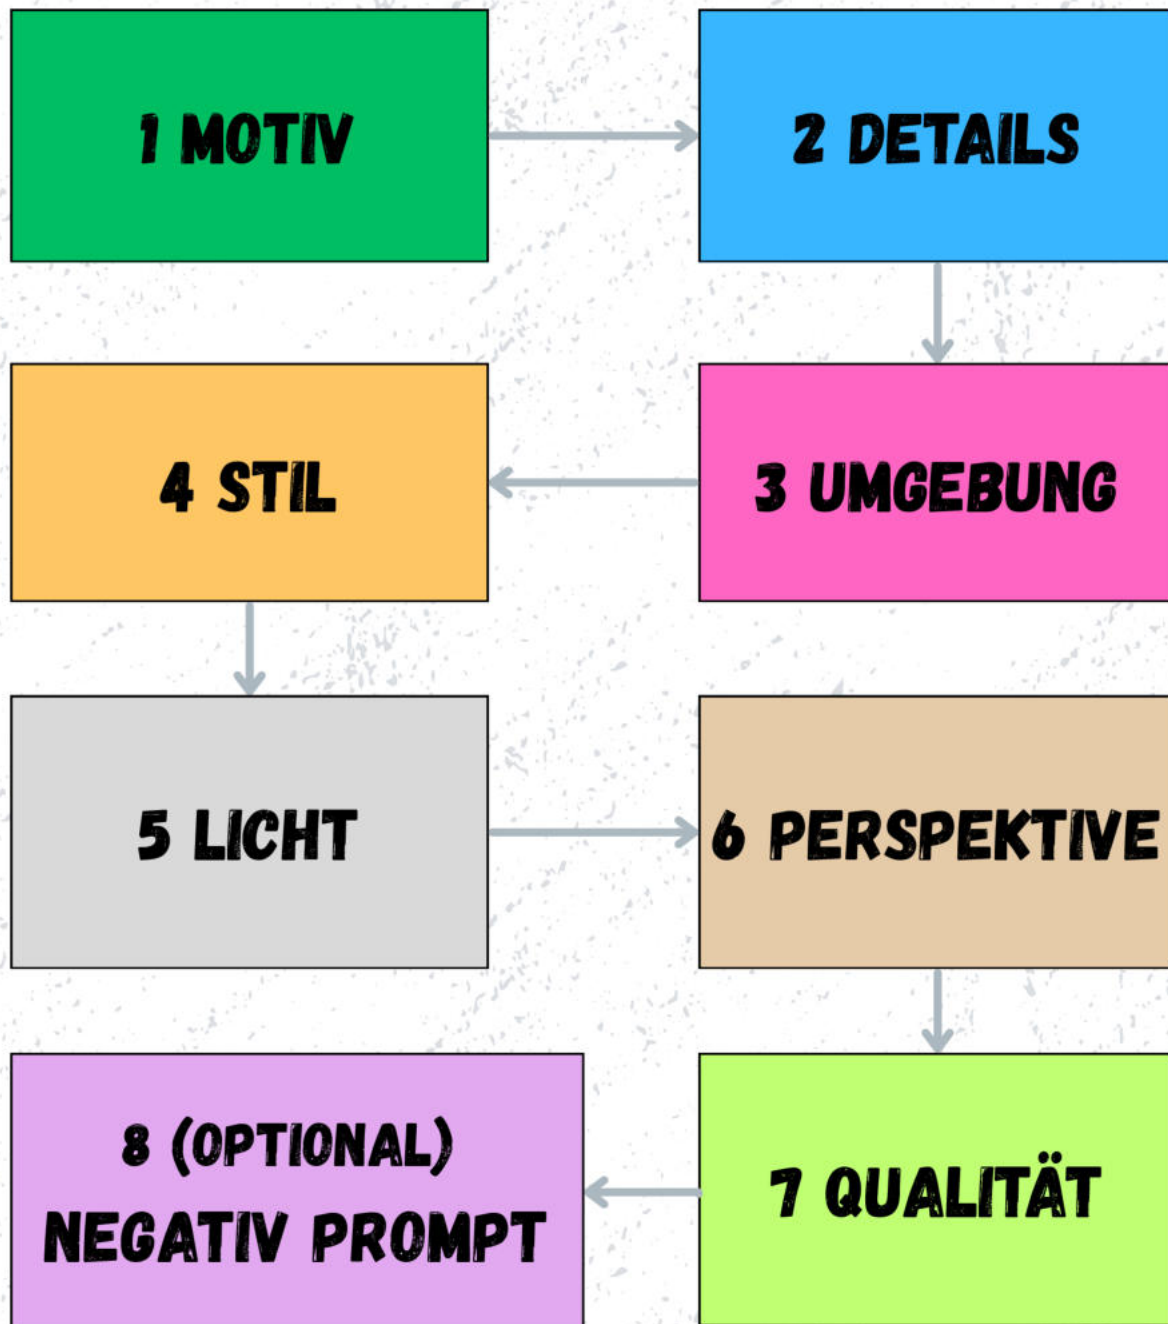 1 MOTIV
2 DETAILS
3 UMGEBUNG
4 STIL
5 LICHT
6 PERSPEKTIVE
7 QUALITÄT
8 (OPTIONAL)
NEGATIV PROMPT